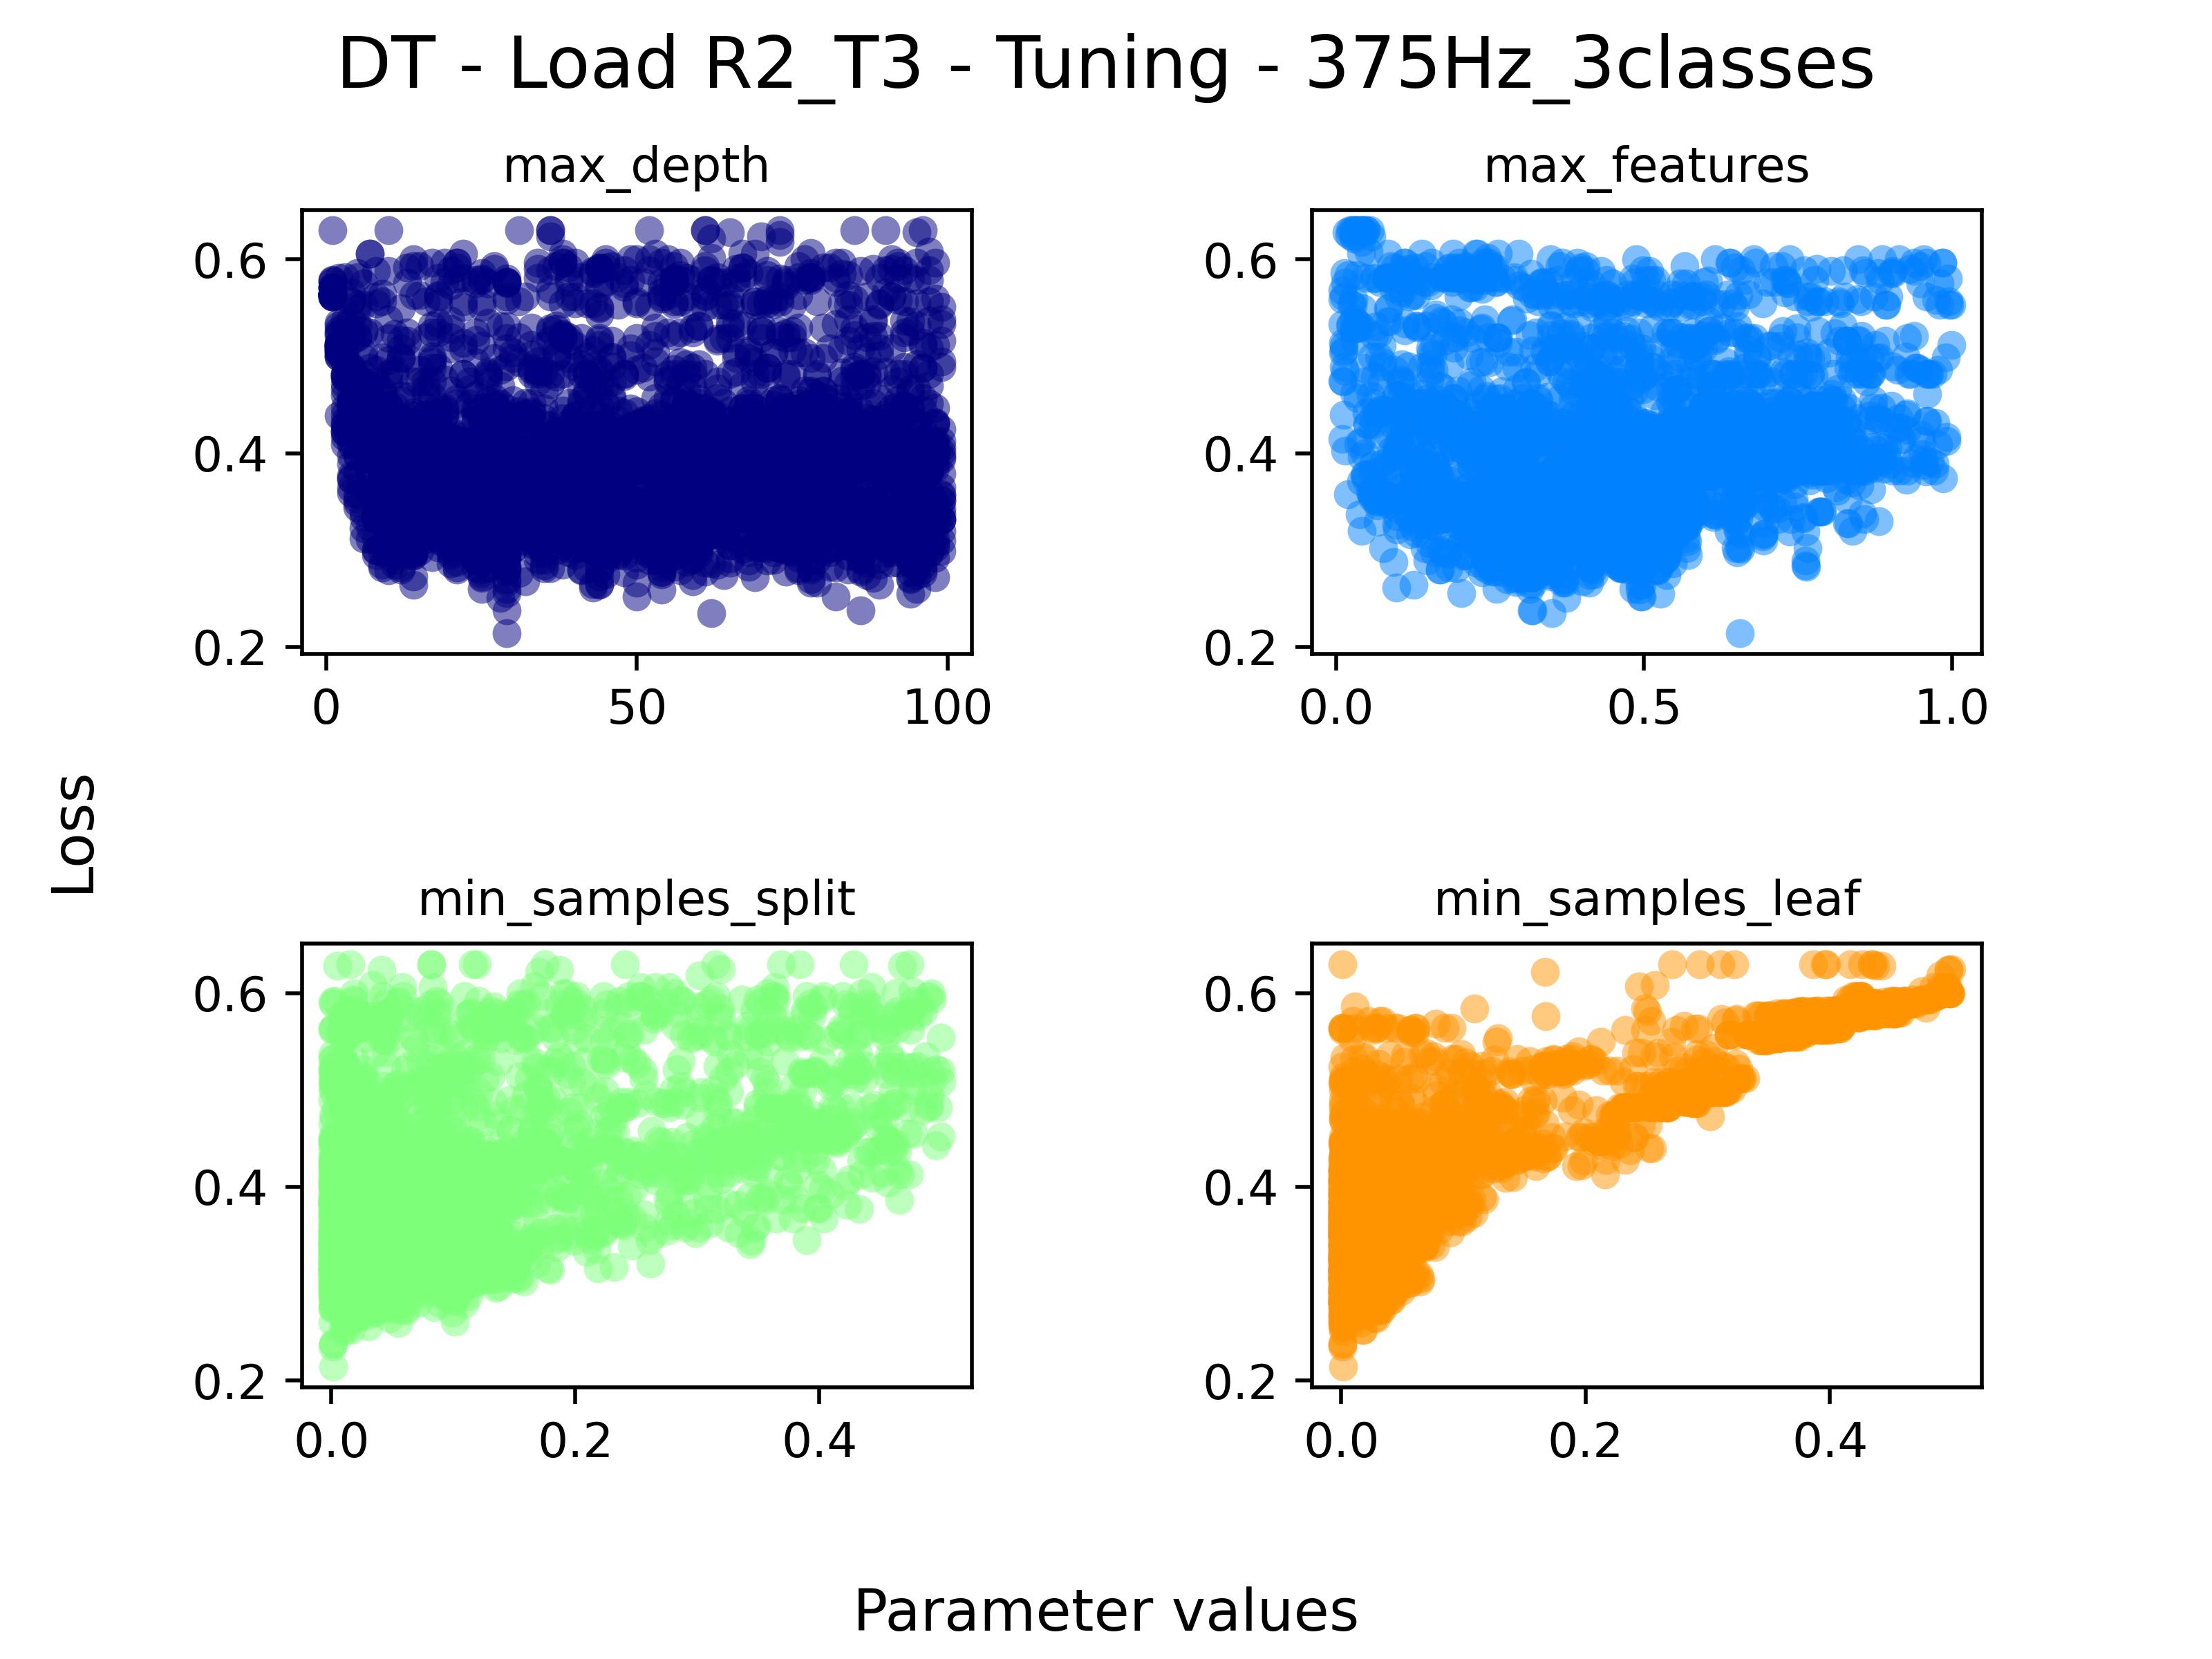 DT - Load R2_T3 - Tuning - 375Hz_3classes
max_depth
0.6
0.4
0.2
0 50 100
max_features
0.6
0.4
0.2
0.0 0.5 1.0
Loss
min_samples_split
0.6
0.4
0.2
0.0 0.2 0.4
min_samples_leaf
0.6
0.4
0.2
0.0 0.2 0.4
Parameter values